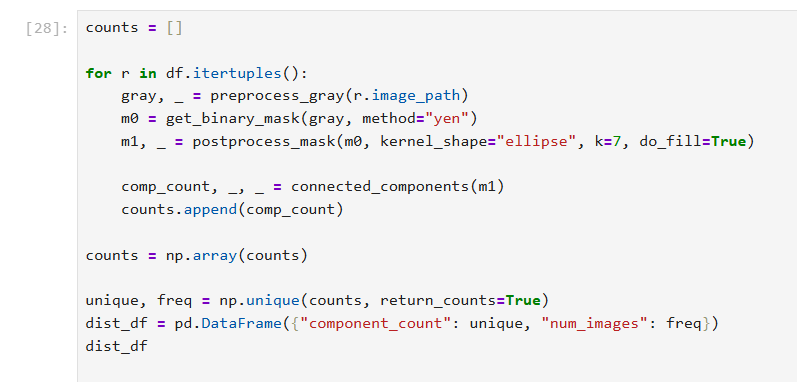 [28]: counts = []
for r in df.itertuples():
    gray, _ = preprocess_gray(r.image_path)
    m0 = get_binary_mask(gray, method="yen")
    m1, _ = postprocess_mask(m0, kernel_shape="ellipse", k=7, do_fill=True)
    comp_count, _, _ = connected_components(m1)
    counts.append(comp_count)
counts = np.array(counts)
unique, freq = np.unique(counts, return_counts=True)
dist_df = pd.DataFrame({"component_count": unique, "num_images": freq})
dist_df